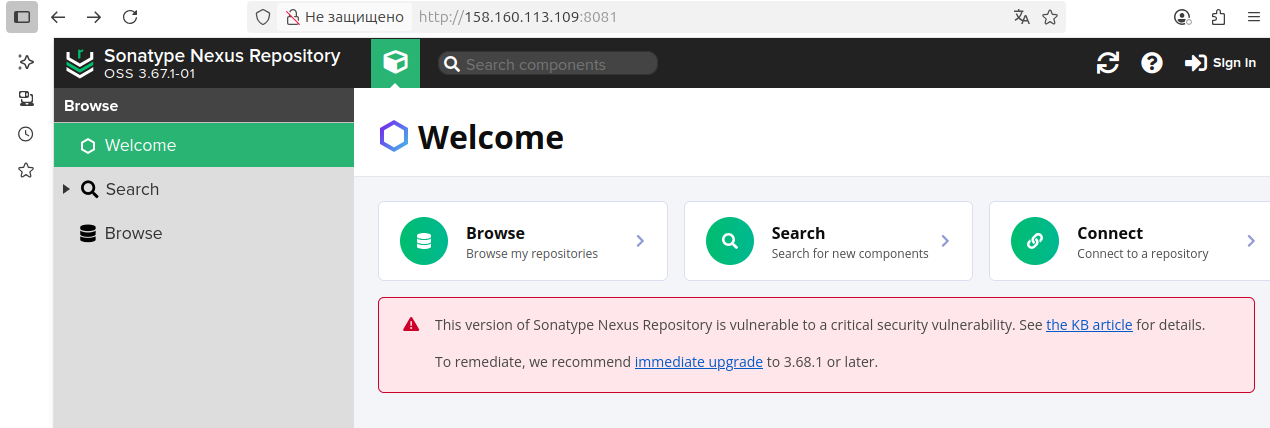 Не защищено http://158.160.113.109:8081
Sonatype Nexus Repository
OSS 3.67.1-01
Search components
Sign In
Browse
Welcome
Search
Browse
Welcome
Browse
Browse my repositories
Search
Search for new components
Connect
Connect to a repository
This version of Sonatype Nexus Repository is vulnerable to a critical security vulnerability. See the KB article for details.
To remediate, we recommend immediate upgrade to 3.68.1 or later.